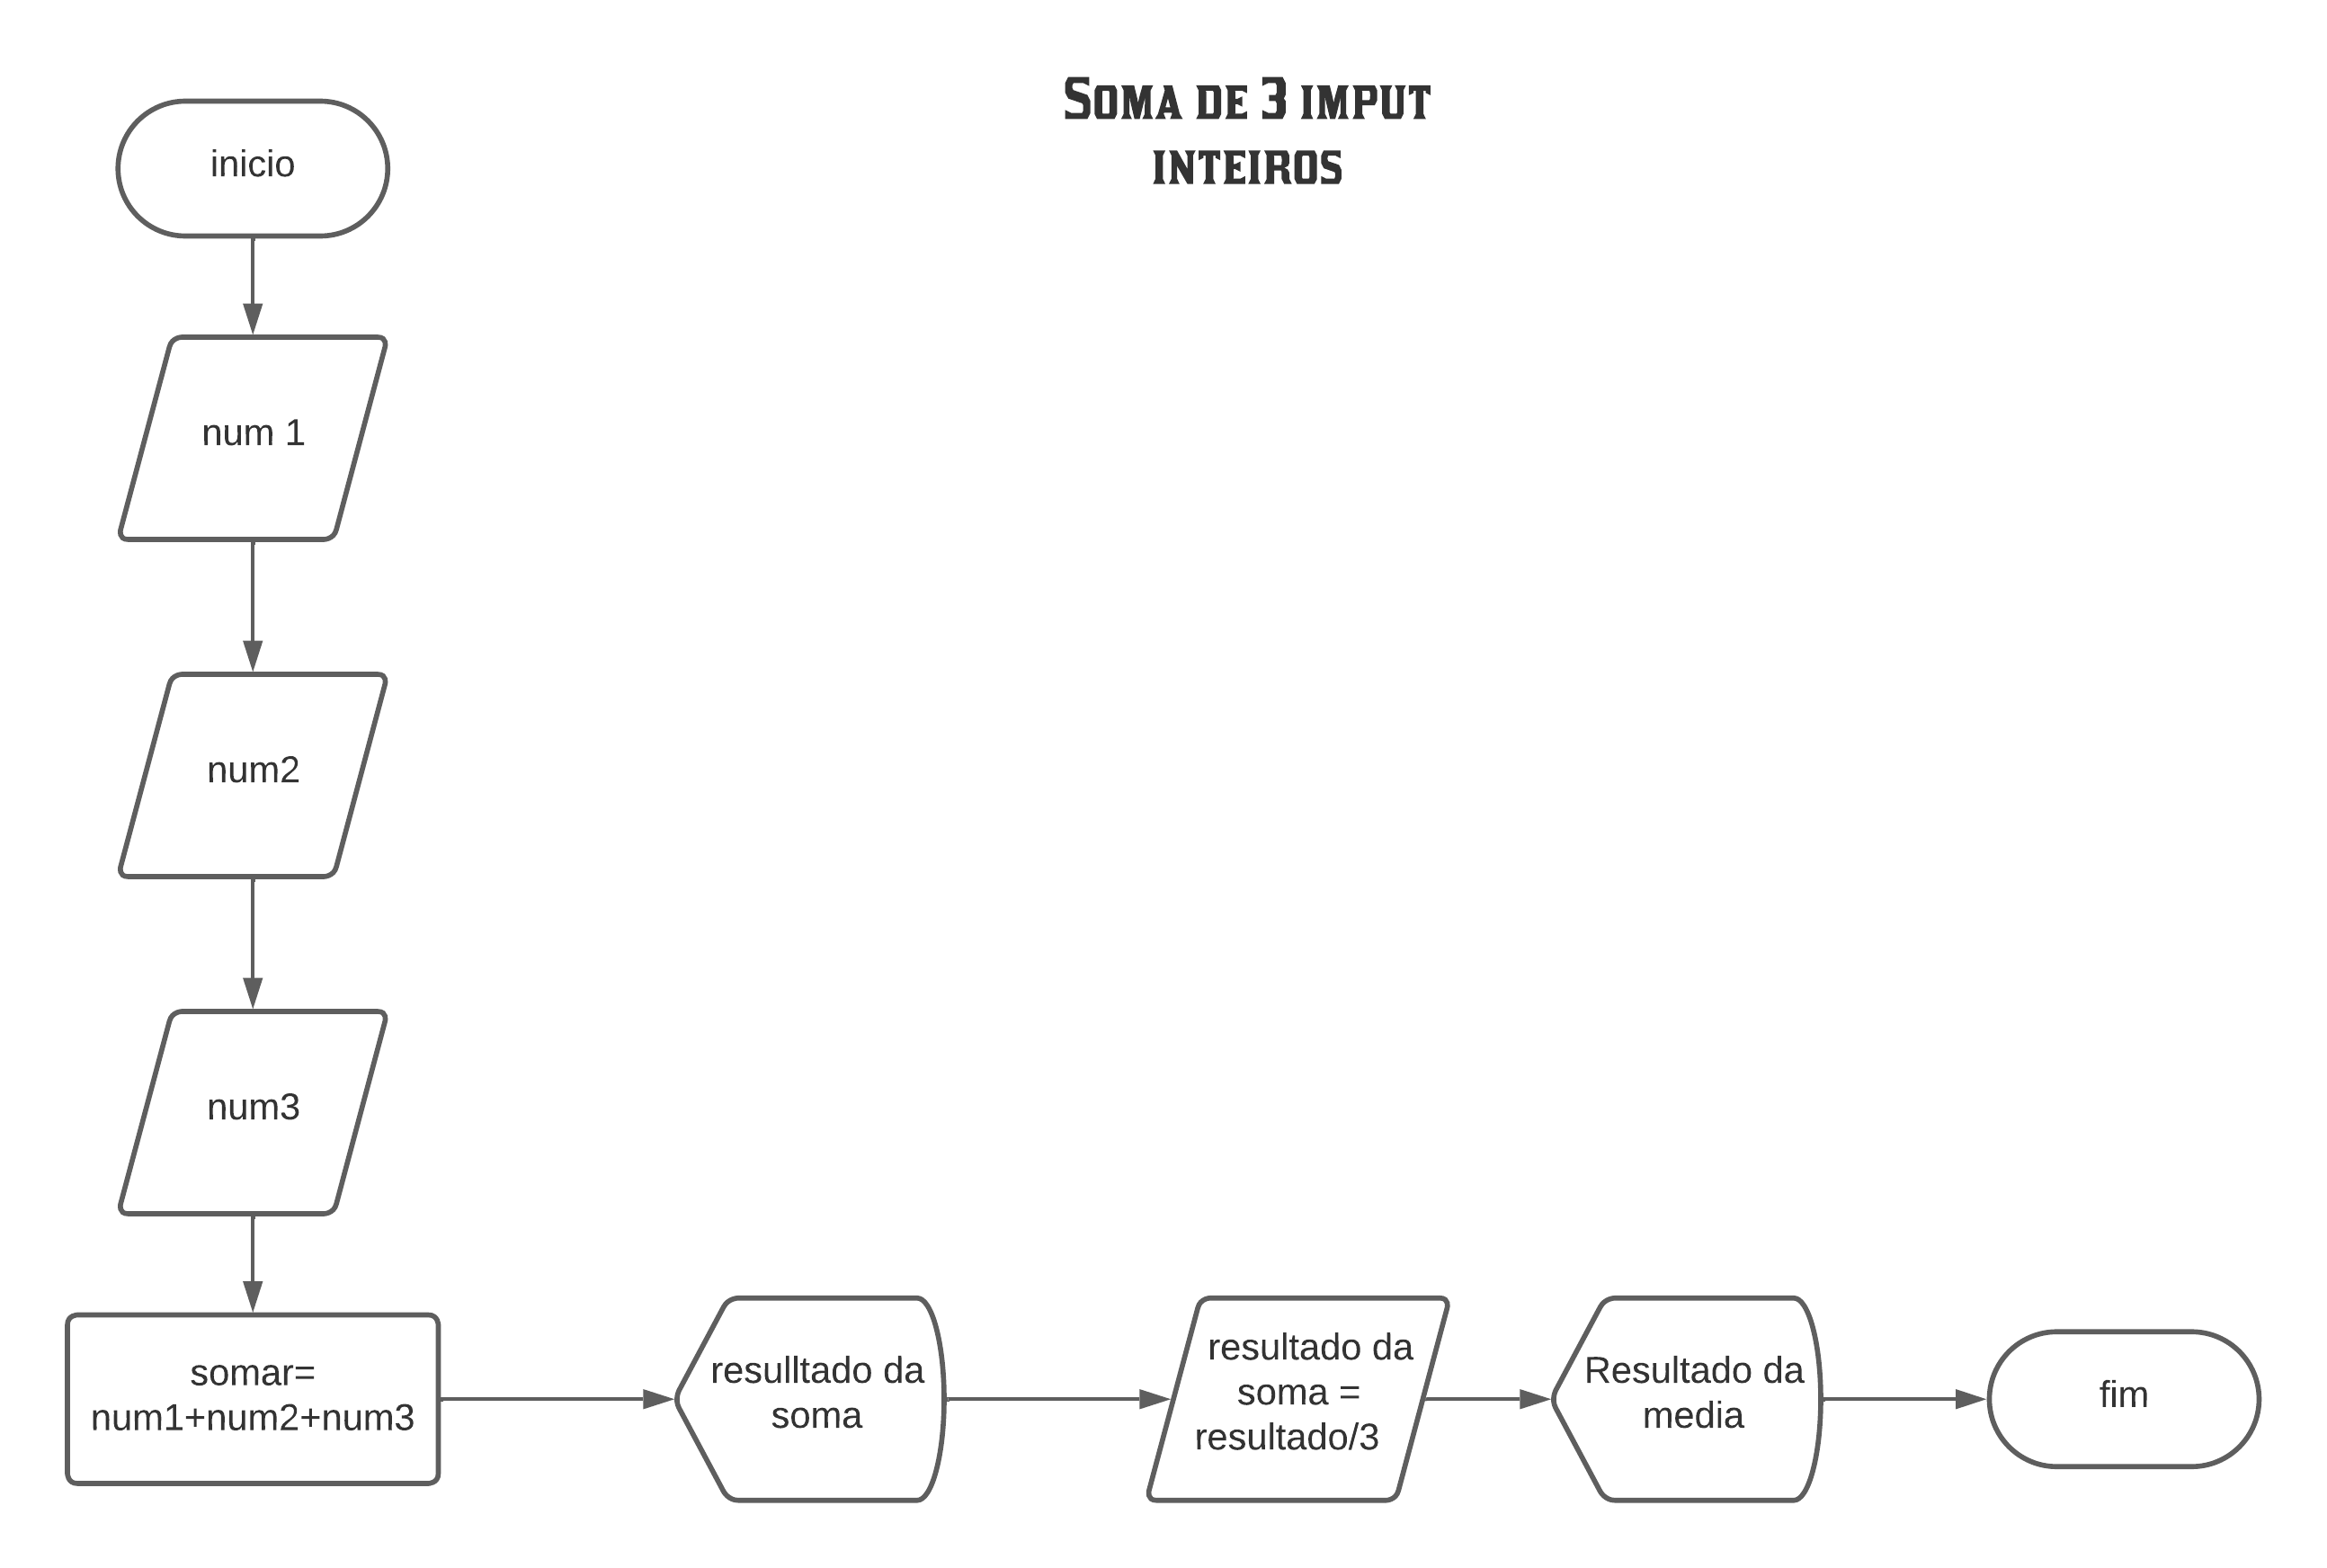 Soma de 3 imput
interos
inicio
num 1
num2
num3
somar=
num1+num2+num3
resulltado da
soma
resultado da
soma =
resultado/3
Resultado da
media
fim